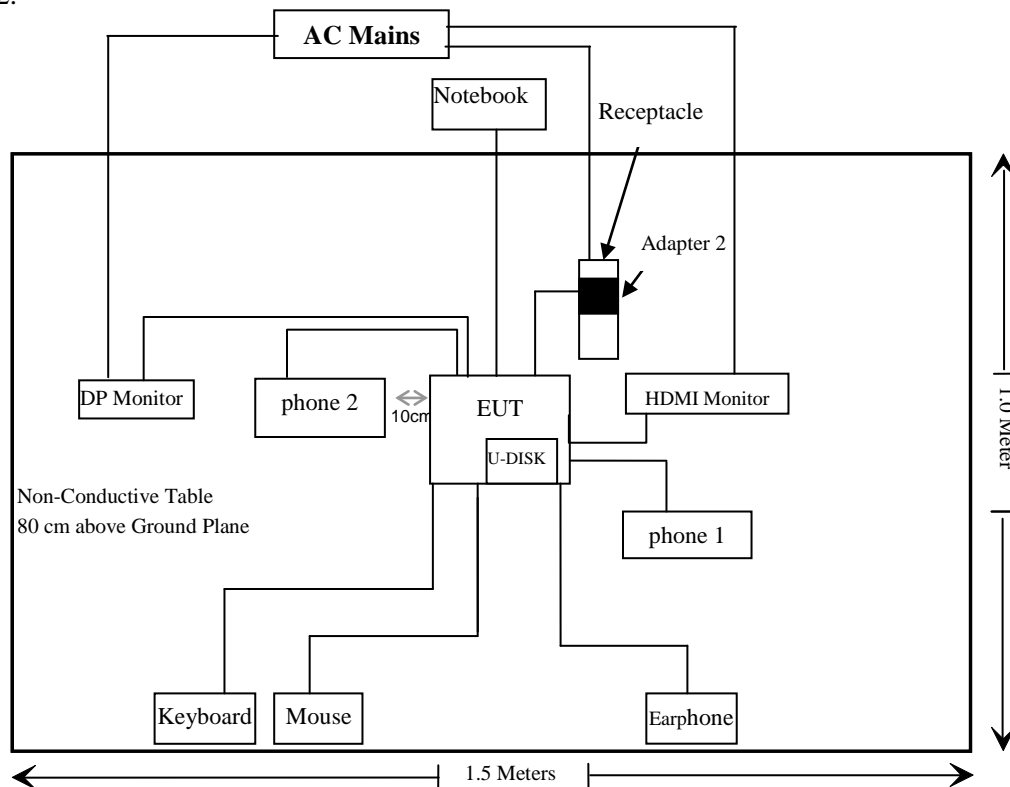 2.
AC Mains
Notebook
Receptacle
Adapter 2
DP Monitor
phone 2
10cm
EUT
HDMI Monitor
U-DISK
1.0 Meter
Non-Conductive Table
80 cm above Ground Plane
phone 1
Keyboard
Mouse
Earphone
1.5 Meters